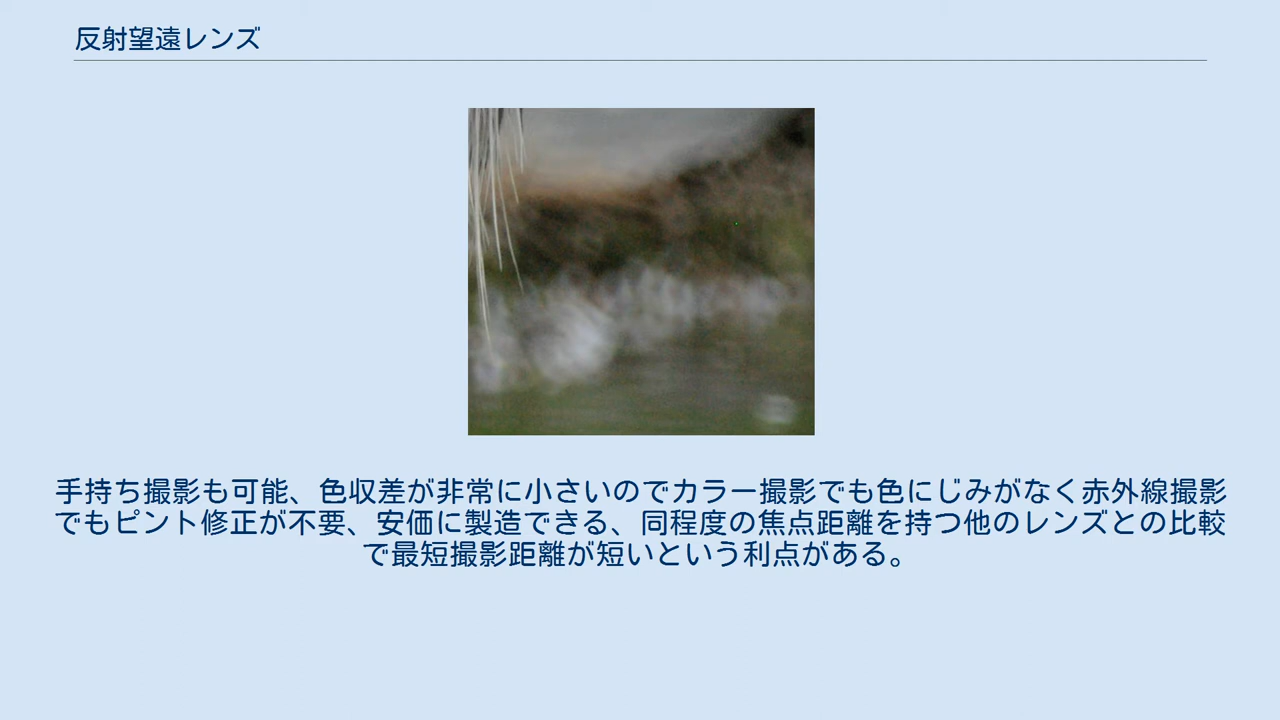 反射望遠レンズ
手持ち撮影も可能、色収差が非常に小さいのでカラー撮影でも色にじみがなく赤外線撮影
でもピント修正が不要、安価に製造できる、同程度の焦点距離を持つ他のレンズとの比較
で最短撮影距離が短いという利点がある。